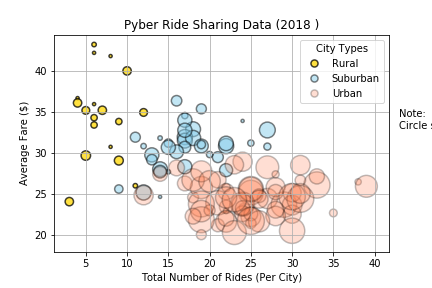 Pyber Ride Sharing Data (2018 )
City Types
Rural
Suburban
Urban
Average Fare ($)
40
35
30
25
20
5
10
15
20
25
30
35
40
Total Number of Rides (Per City)
Note:
Circle